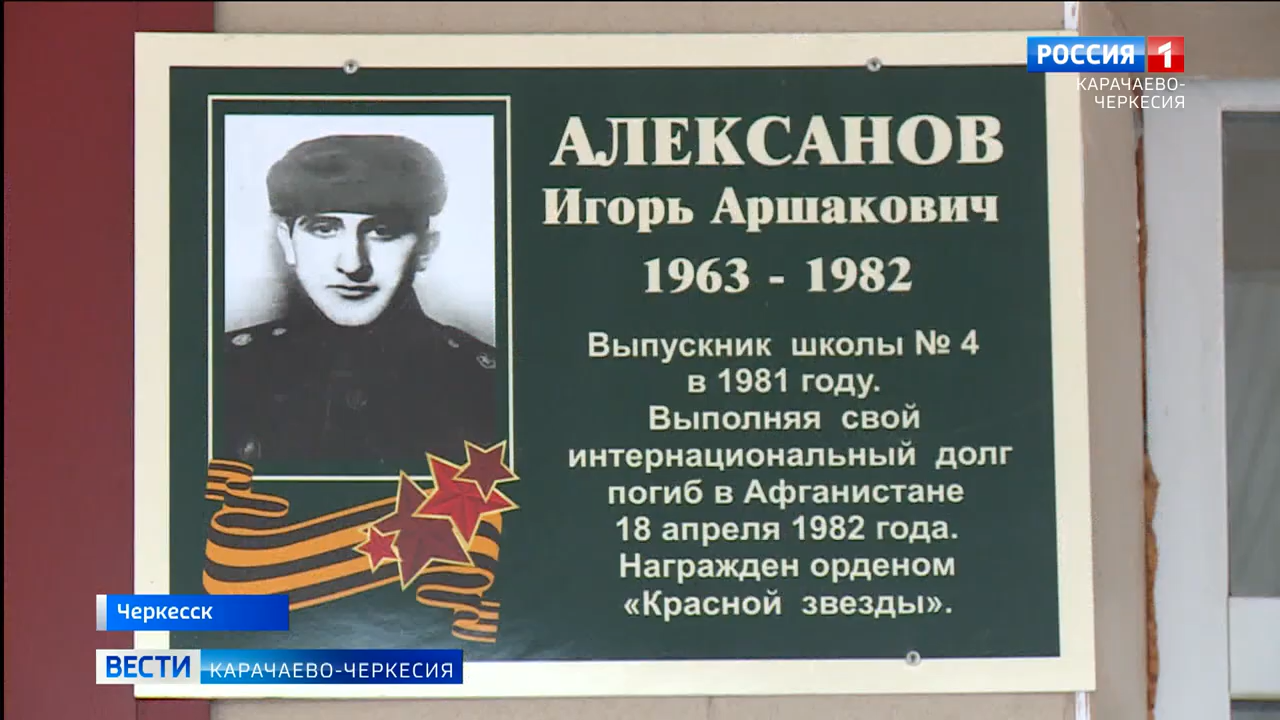 РОССИЯ 1
КАРАЧАЕВО-
ЧЕРКЕСИЯ
АЛЕКСАНОВ
Игорь Аршакович
1963 - 1982
Выпускник школы № 4
в 1981 году.
Выполняя свой
интернациональный долг
погиб в Афганистане
18 апреля 1982 года.
Награжден орденом
«Красной звезды».
Черкесск
ВЕСТИ КАРАЧАЕВО-ЧЕРКЕСИЯ